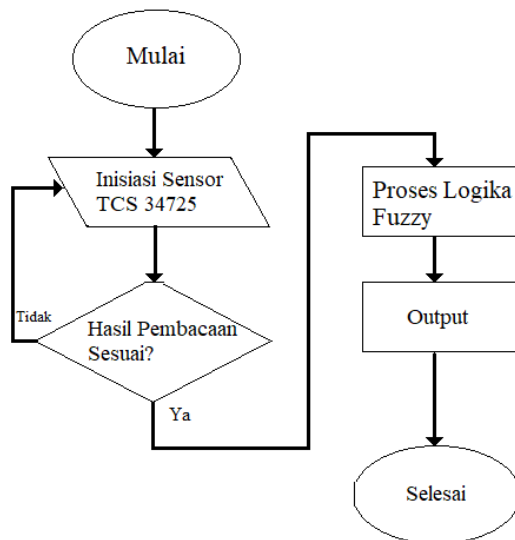 Mulai
Inisiasi Sensor
TCS 34725
Tidak
Hasil Pembacaan
Sesuai?
Ya
Proses Logika
Fuzzy
Output
Selesai